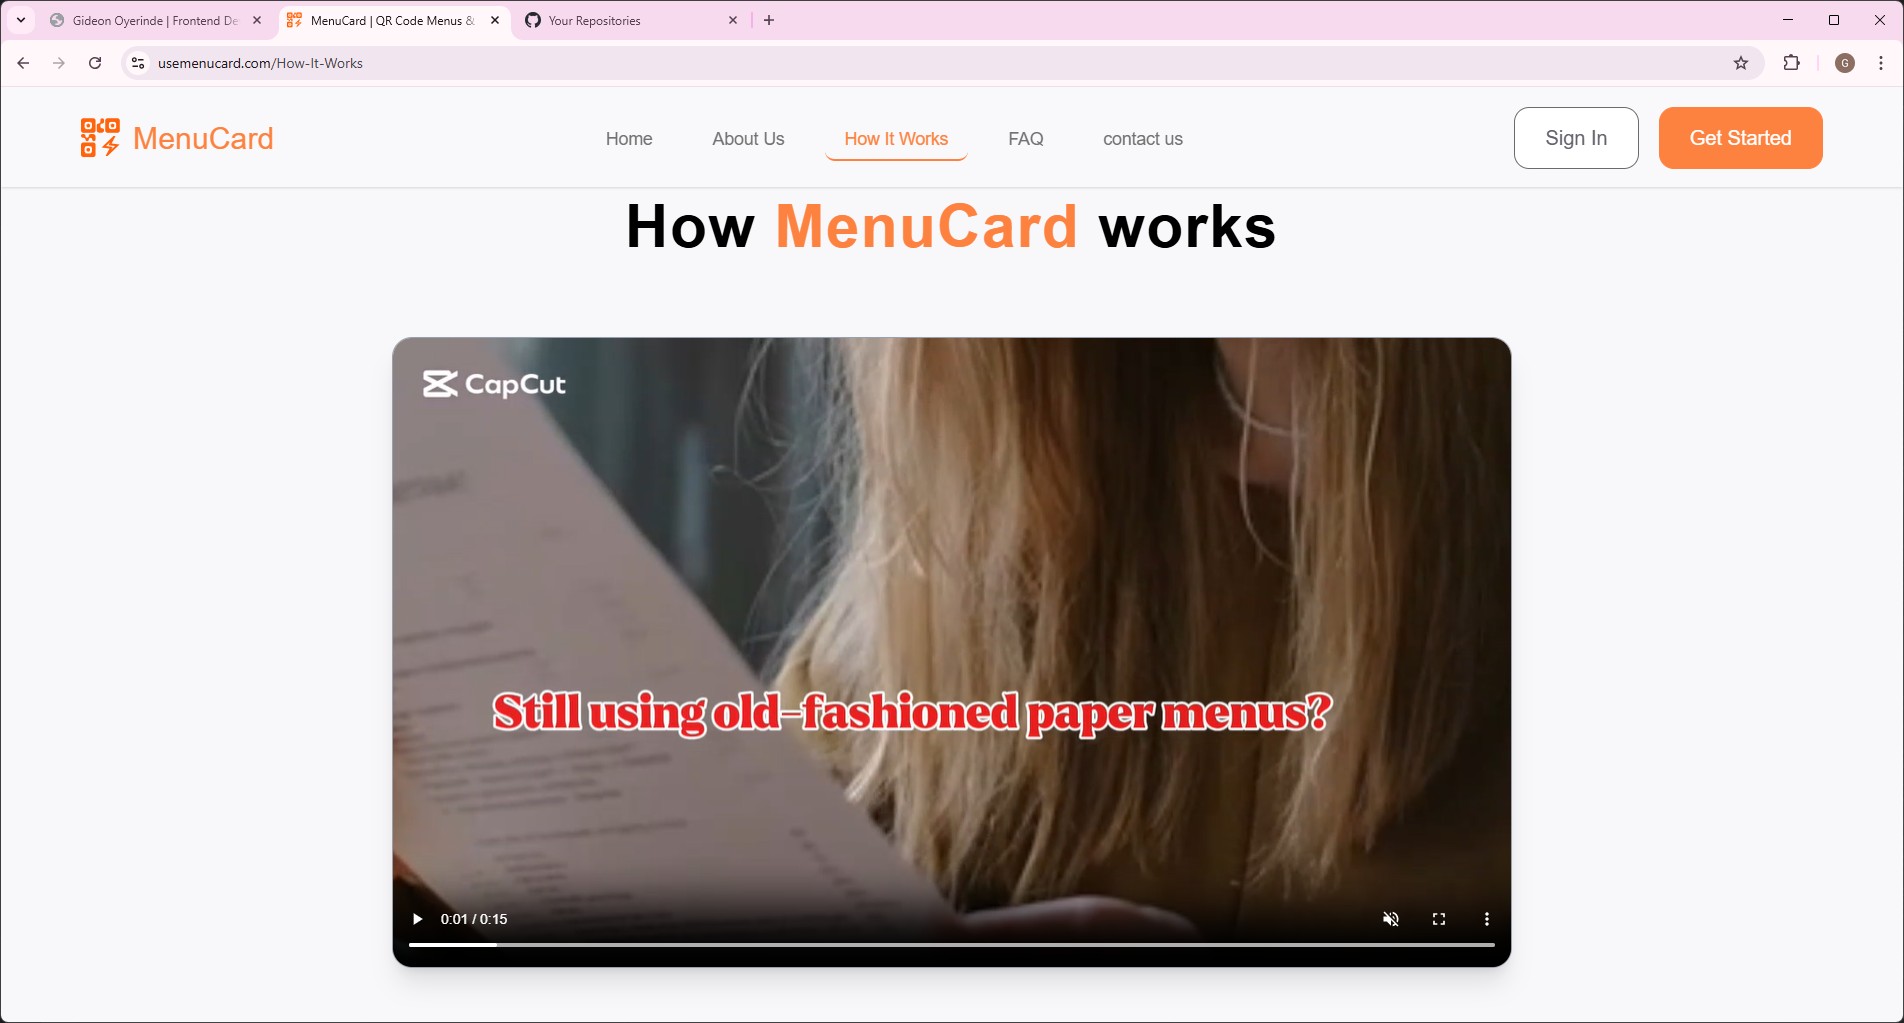 Gideon Oyerinde | Frontend De
MenuCard | QR Code Menus &
Your Repositories
usemenucard.com/How-It-Works
G
MenuCard
Home
About Us
How It Works
FAQ
contact us
Sign In
Get Started
How MenuCard works
CapCut
Still using old-fashioned paper menus?
0:01 / 0:15